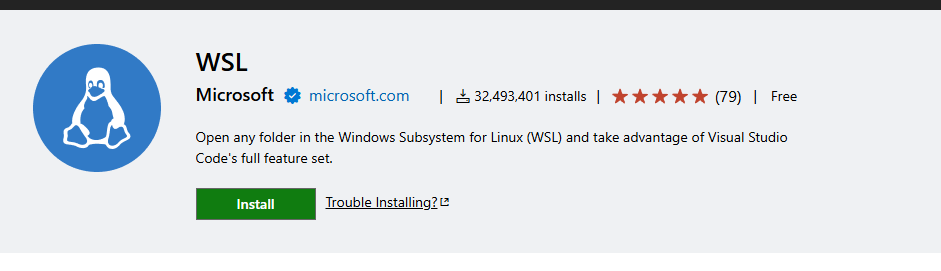 WSL
Microsoft microsoft.com | 32,493,401 installs | (79) | Free
Open any folder in the Windows Subsystem for Linux (WSL) and take advantage of Visual Studio
Code's full feature set.
Install Trouble Installing?